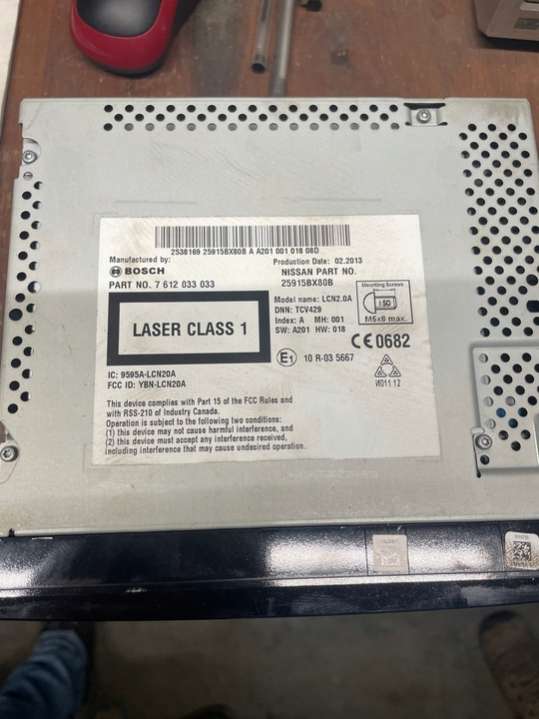 2538169 25915BX80B A A201 001 018 08D
Manufactured by:
BOSCH
PART NO. 7 612 033 033
Production Date: 02.2013
NISSAN PART NO.
25915BX80B
LASER CLASS 1
Model name: LCN2.0A
DNN: TCV429
Index: A MH: 001
SW: A201 HW: 018
Mounting Screws
ISO
M5x8 max.
E1 10 R-03 5667
CE0682
IC: 9595A-LCN20A
FCC ID: YBN-LCN20A
This device complies with Part 15 of the FCC Rules and
with RSS-210 of Industry Canada.
Operation is subject to the following two conditions:
(1) this device may not cause harmful interference, and
(2) this device must accept any interference received,
including interference that may cause undesired operation.